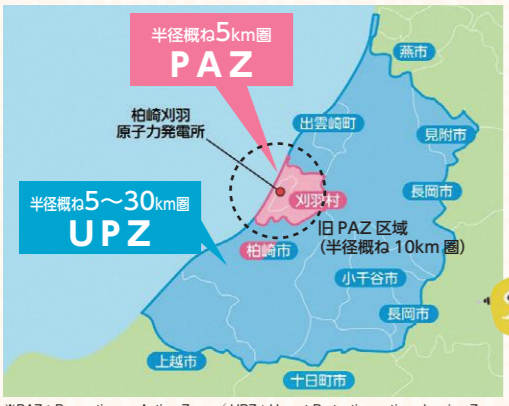 半径概ね5km圏
PAZ
燕市
柏崎刈羽
原子力発電所
出雲崎町
見附市
半径概ね5～30km圏
UPZ
刈羽村
長岡市
旧PAZ区域
(半径概ね10km圏)
柏崎市
小千谷市
長岡市
上越市
十日町市